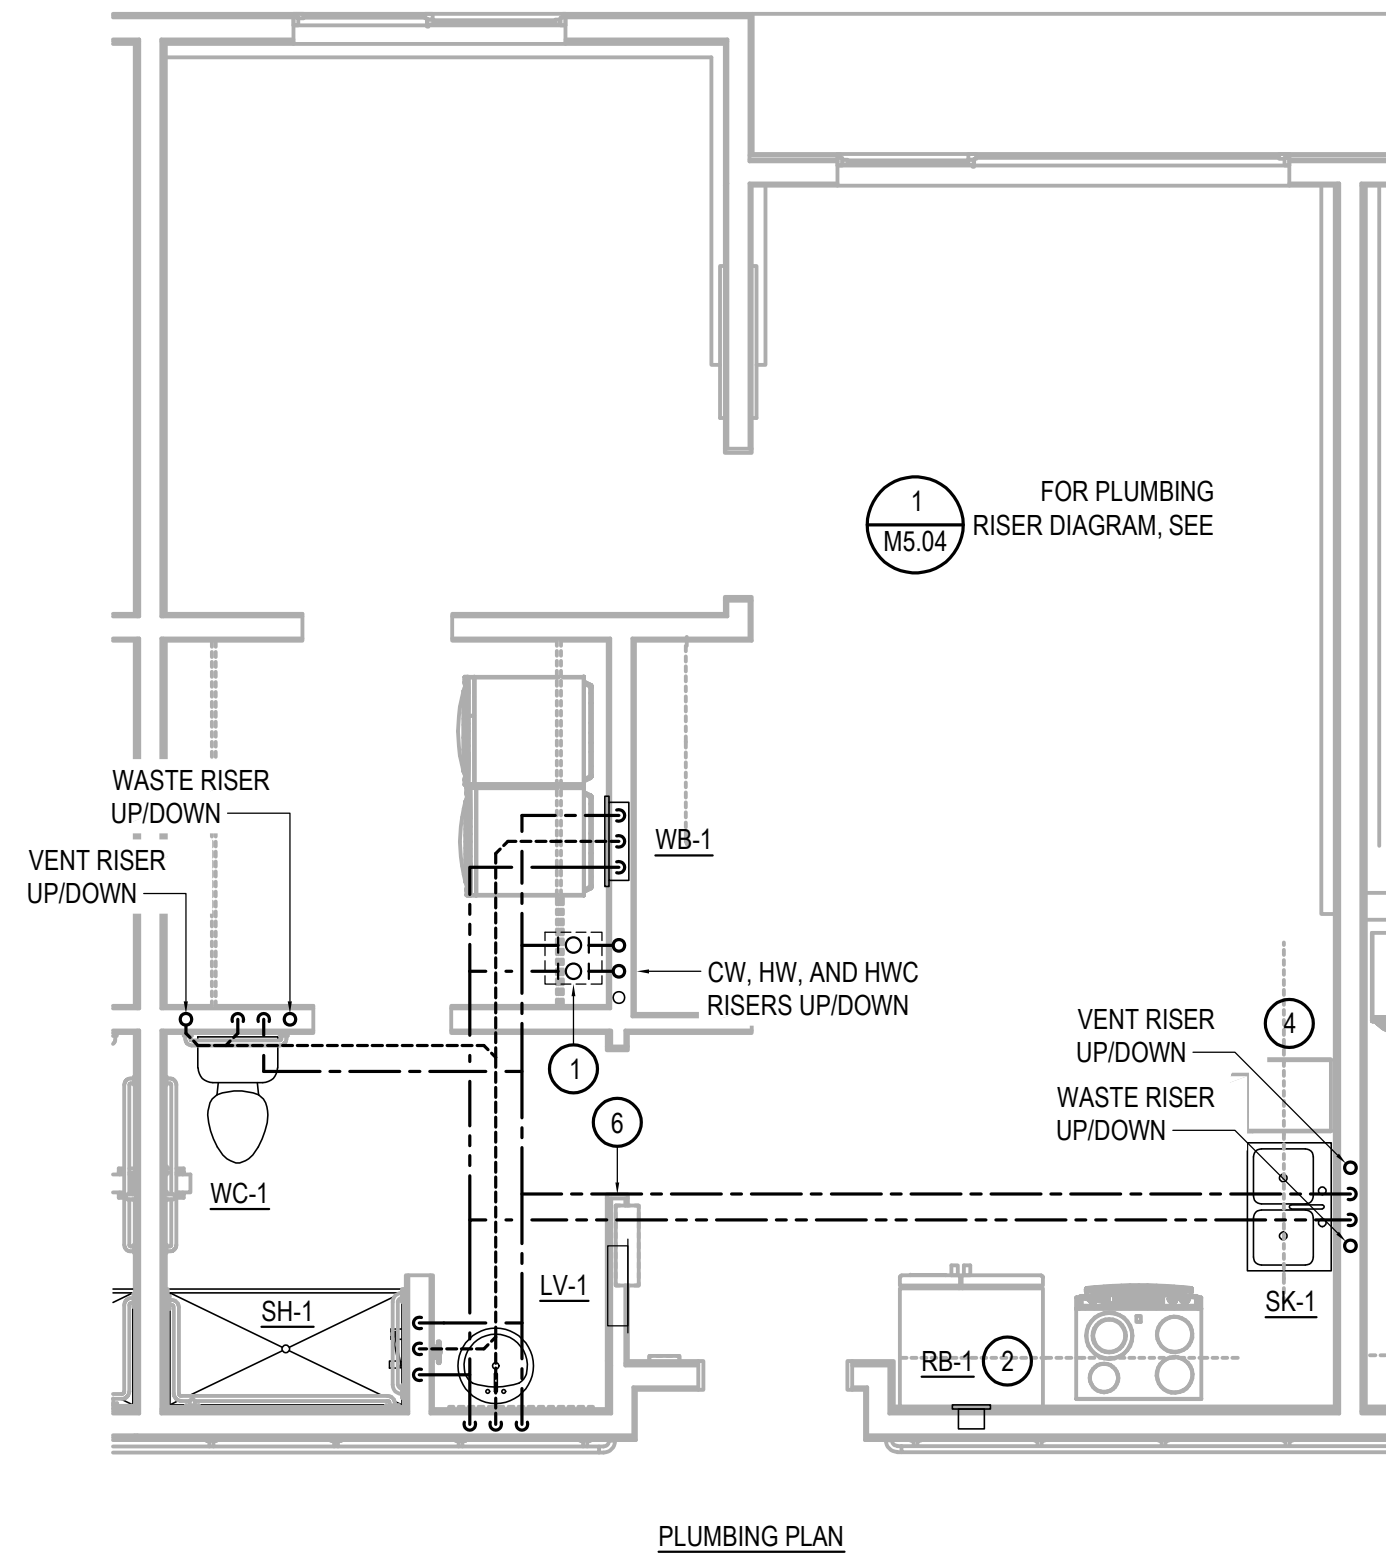 1
M5.04
FOR PLUMBING
RISER DIAGRAM, SEE
WASTE RISER
UP/DOWN
VENT RISER
UP/DOWN
WB-1
CW, HW, AND HWC
RISERS UP/DOWN
1
6
VENT RISER
UP/DOWN
4
WASTE RISER
UP/DOWN
WC-1
SH-1
LV-1
SK-1
RB-1
2
PLUMBING PLAN